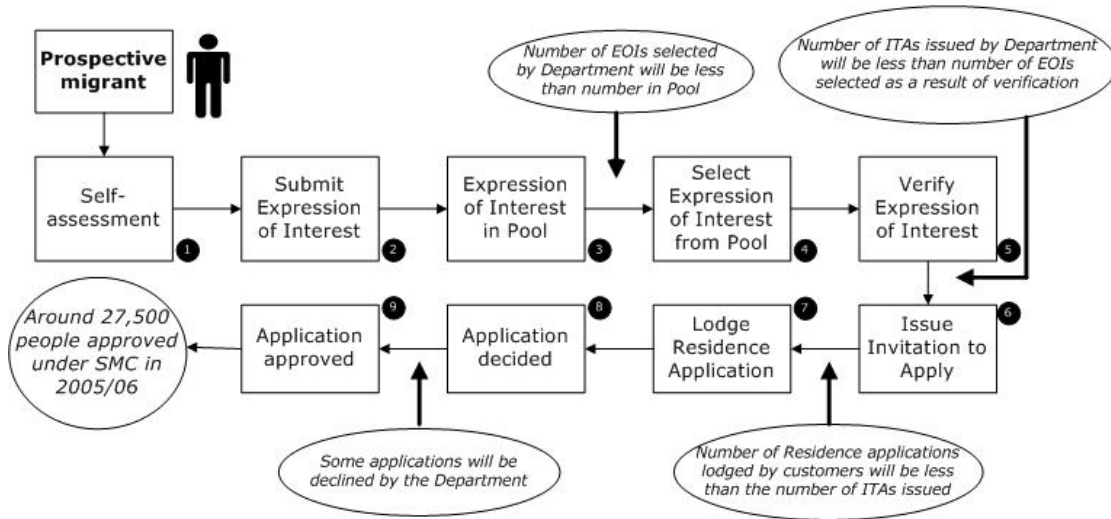 Prospective
migrant
Number of EOIs selected
by Department will be less
than number in Pool
Number of ITAs issued by Department
will be less than number of EOIs
selected as a result of verification
Self-
assessment
1
Submit
Expression
of Interest
2
Expression
of Interest
in Pool
3
Select
Expression
of Interest
from Pool
4
Verify
Expression
of Interest
5
Issue
Invitation to
Apply
6
Lodge
Residence
Application
7
Application
decided
8
Application
approved
9
Around 27,500
people approved
under SMC in
2005/06
Some applications will be
declined by the Department
Number of Residence applications
lodged by customers will be less
than the number of ITAs issued